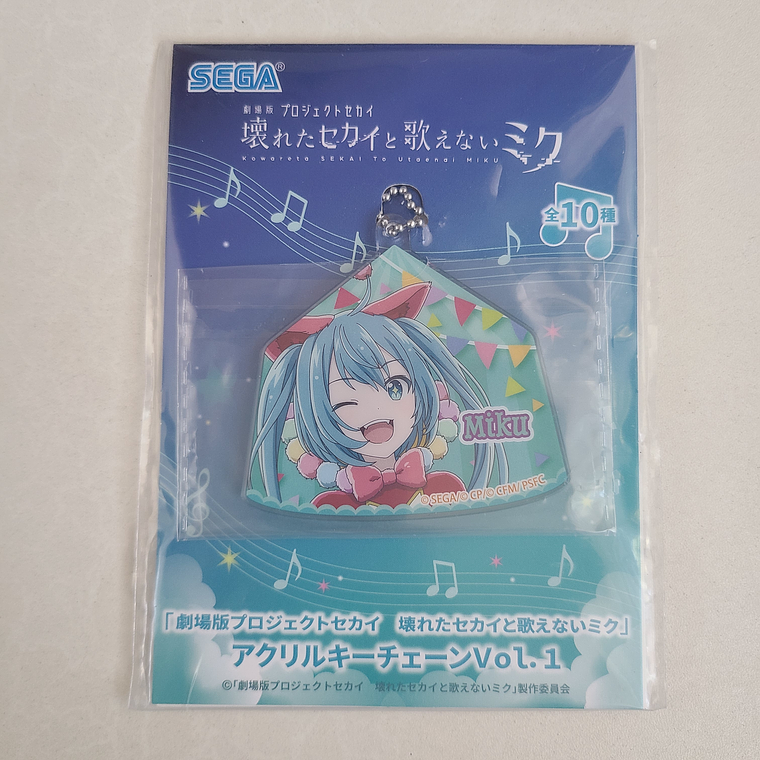 SEGA®
劇場版 プロジェクトセカイ
壊れたセカイと歌えないミク
Kowareta SEKAI To Utaenai MIKU
全10種
Miku
©SEGA/© CP/© CFM/ PSFC
「劇場版プロジェクトセカイ　壊れたセカイと歌えないミク」
アクリルキーチェーンVol.1
©「劇場版プロジェクトセカイ　壊れたセカイと歌えないミク」製作委員会